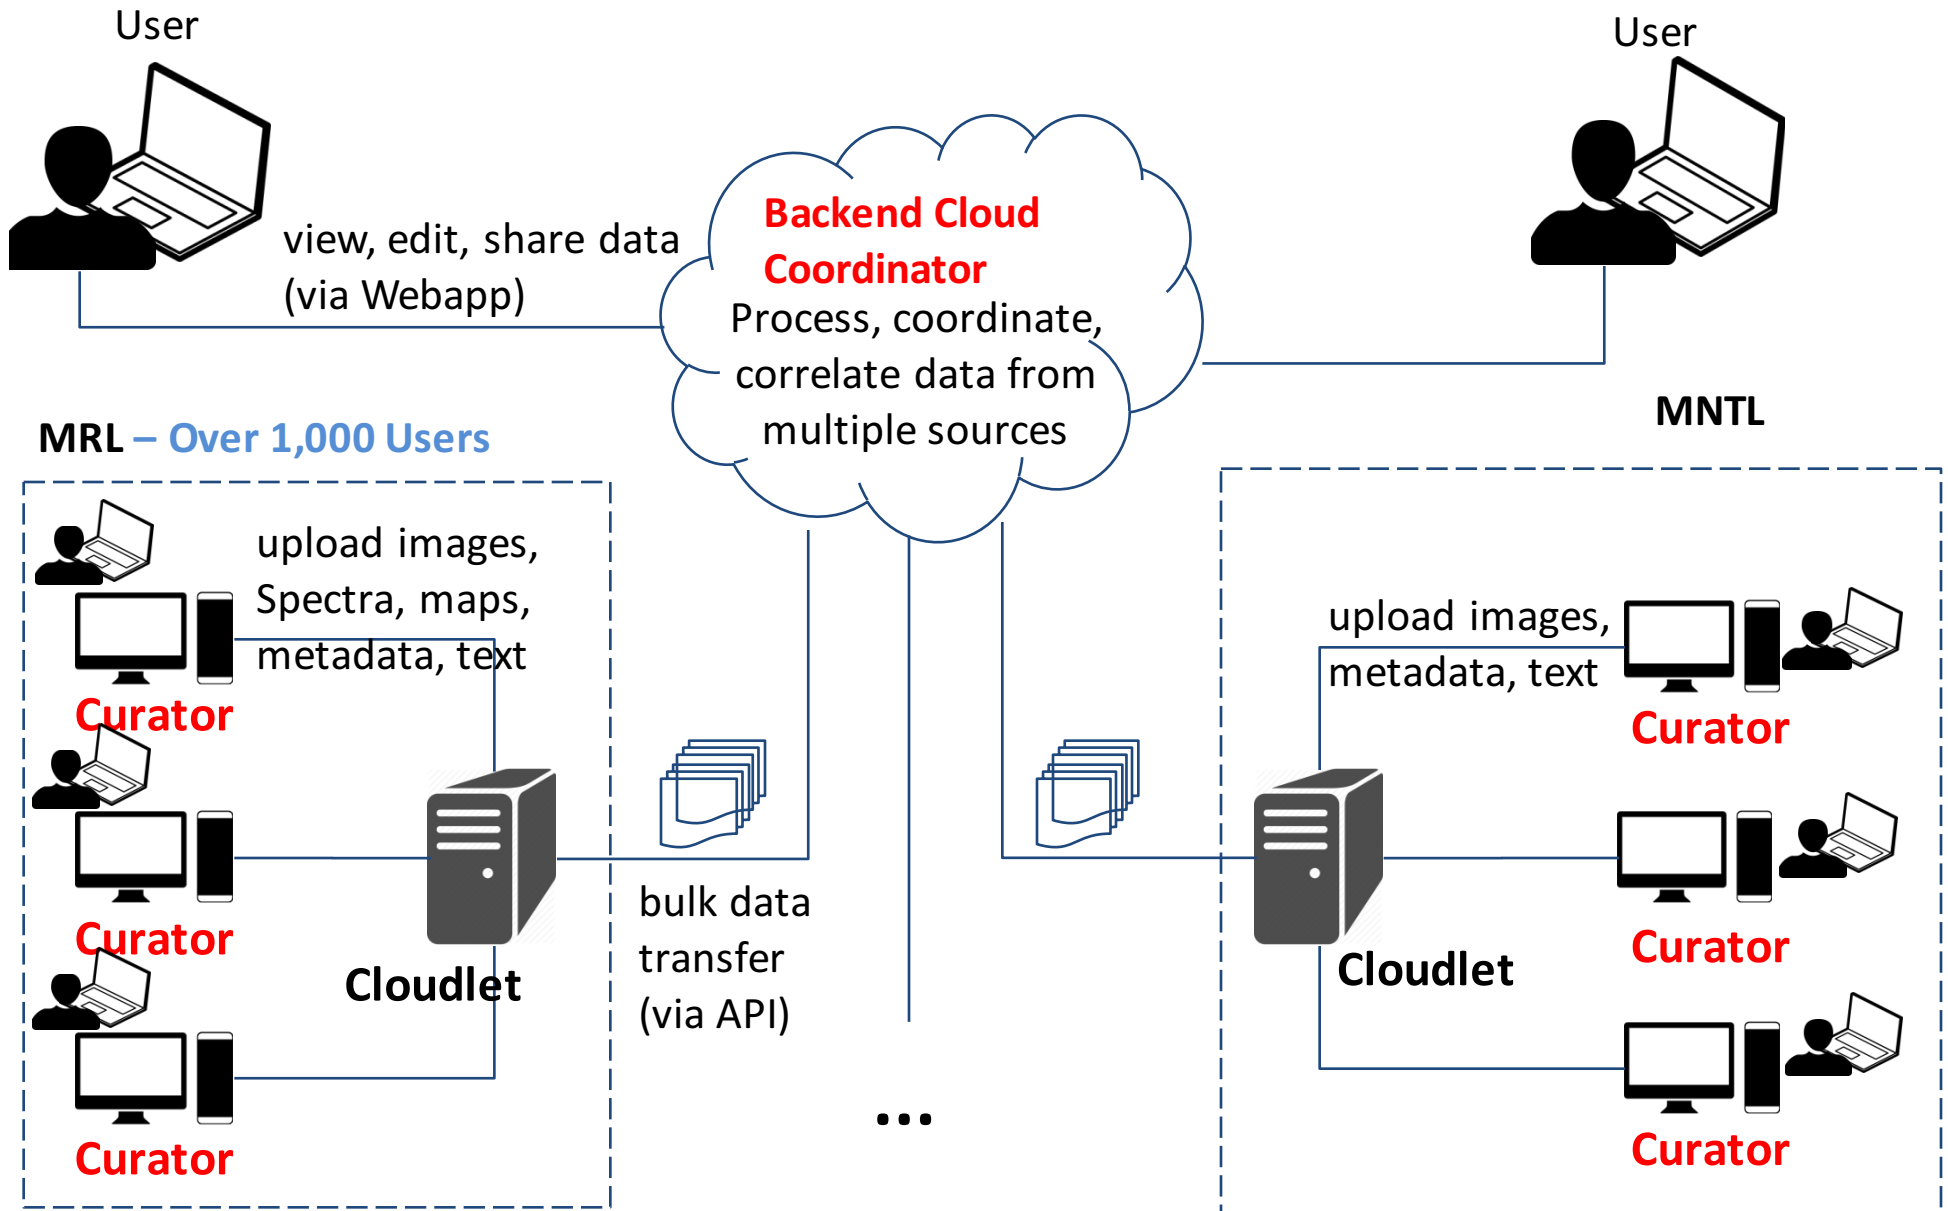 User
User
view, edit, share data
(via Webapp)
Backend Cloud
Coordinator
Process, coordinate,
correlate data from
multiple sources
MRL – Over 1,000 Users
MNTL
upload images,
Spectra, maps,
metadata, text
Curator
Curator
Curator
Cloudlet
bulk data
transfer
(via API)
...
upload images,
metadata, text
Cloudlet
Curator
Curator
Curator